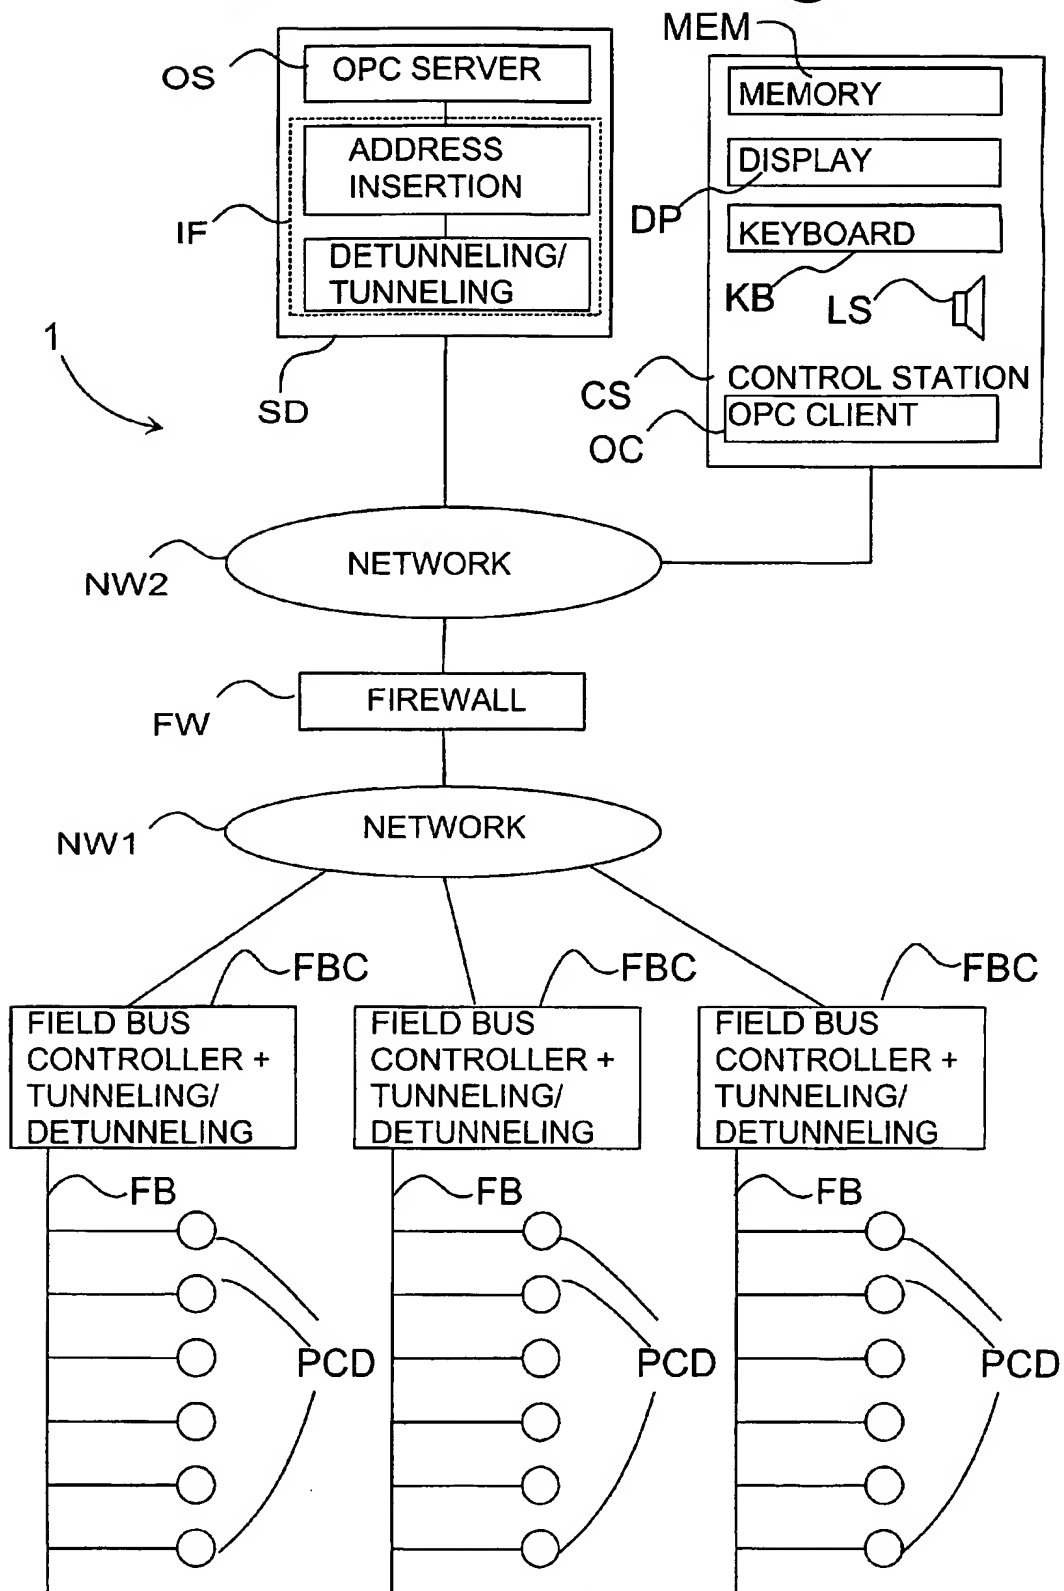 MEM
OS
OPC SERVER
ADDRESS
INSERTION
IF
DETUNNELING/
TUNNELING
SD
1
MEMORY
DISPLAY
DP
KEYBOARD
KB
LS
CS
CONTROL STATION
OPC CLIENT
OC
NETWORK
NW2
FIREWALL
FW
NETWORK
NW1
FBC
FBC
FBC
FIELD BUS
CONTROLLER +
TUNNELING/
DETUNNELING
FIELD BUS
CONTROLLER +
TUNNELING/
DETUNNELING
FIELD BUS
CONTROLLER +
TUNNELING/
DETUNNELING
FB
FB
FB
PCD
PCD
PCD